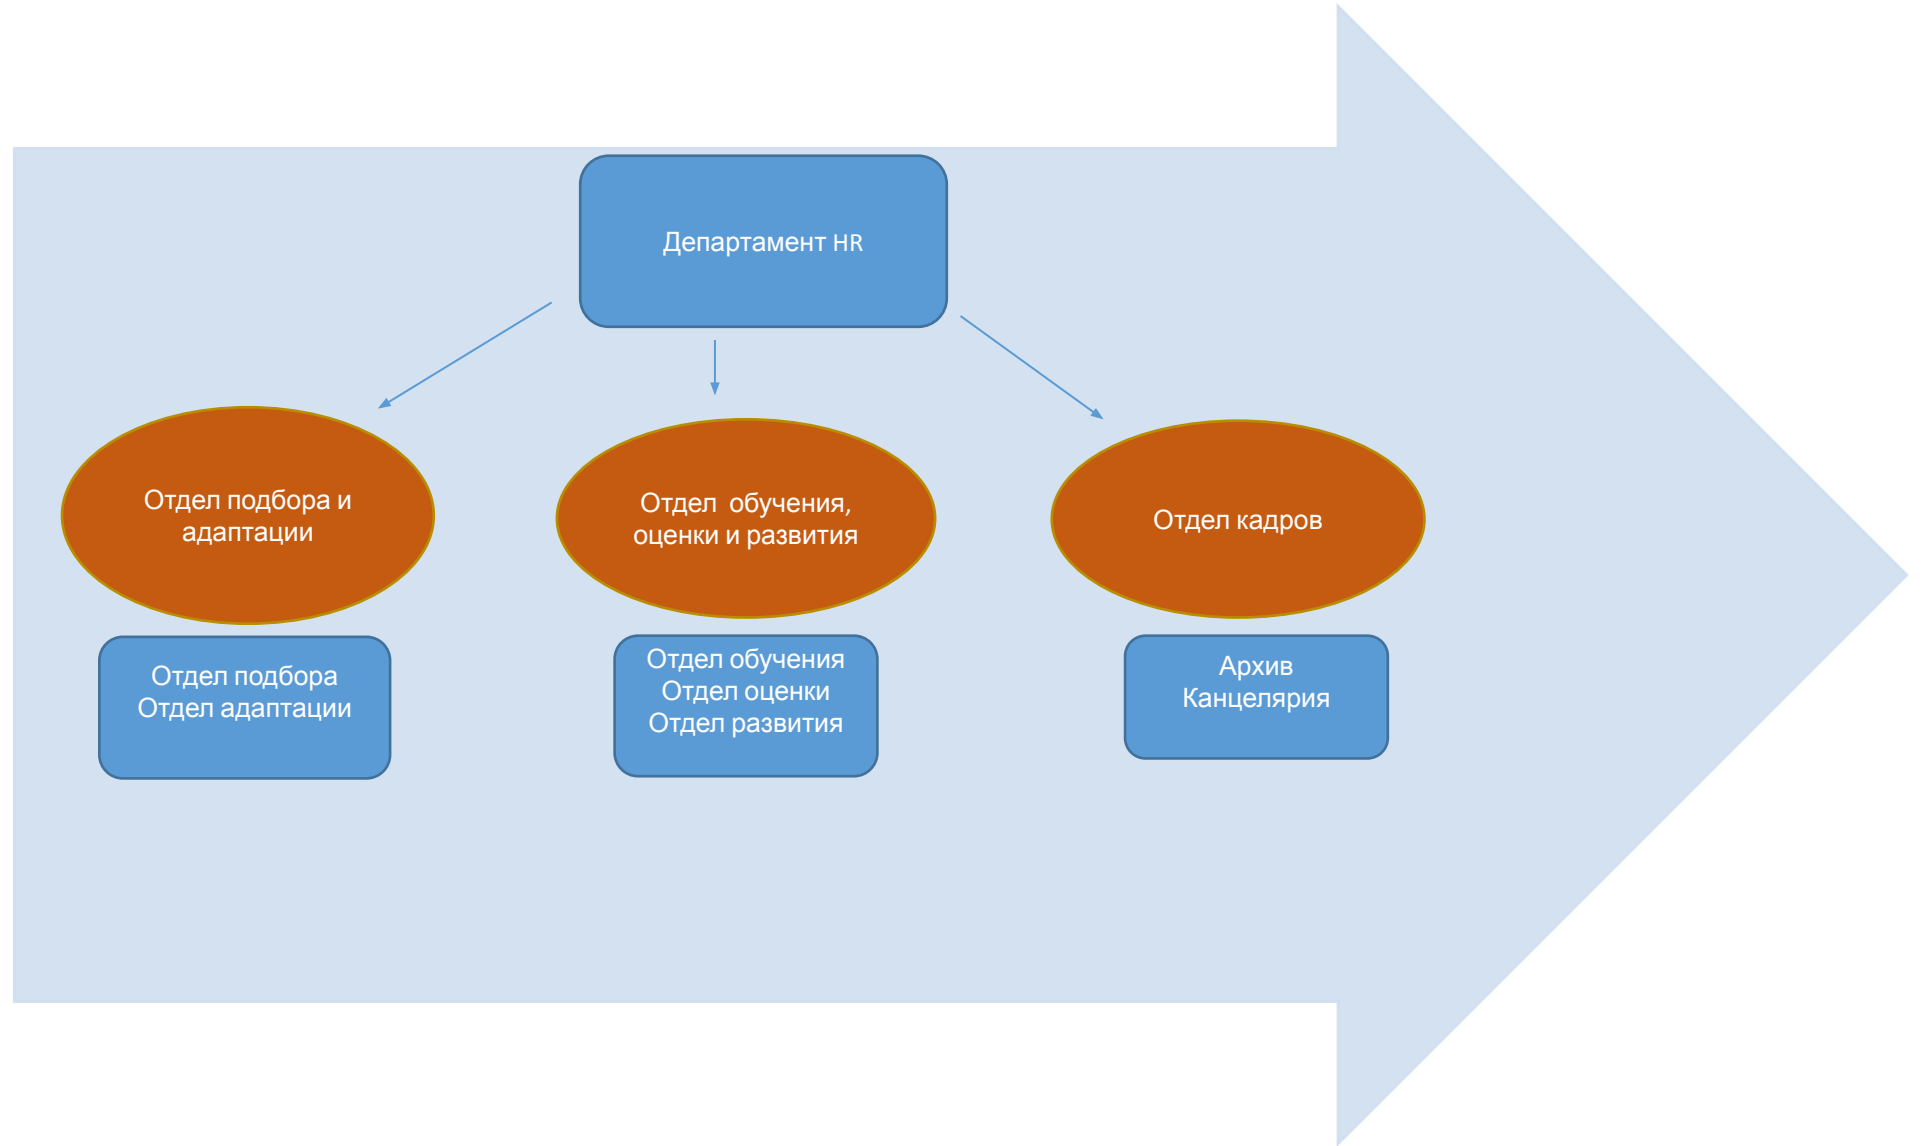 Департамент HR
Отдел подбора и
адаптации
Отдел  обучения,
оценки и развития
Отдел кадров
Отдел подбора
Отдел адаптации
Отдел обучения
Отдел оценки
Отдел развития
Архив
Канцелярия